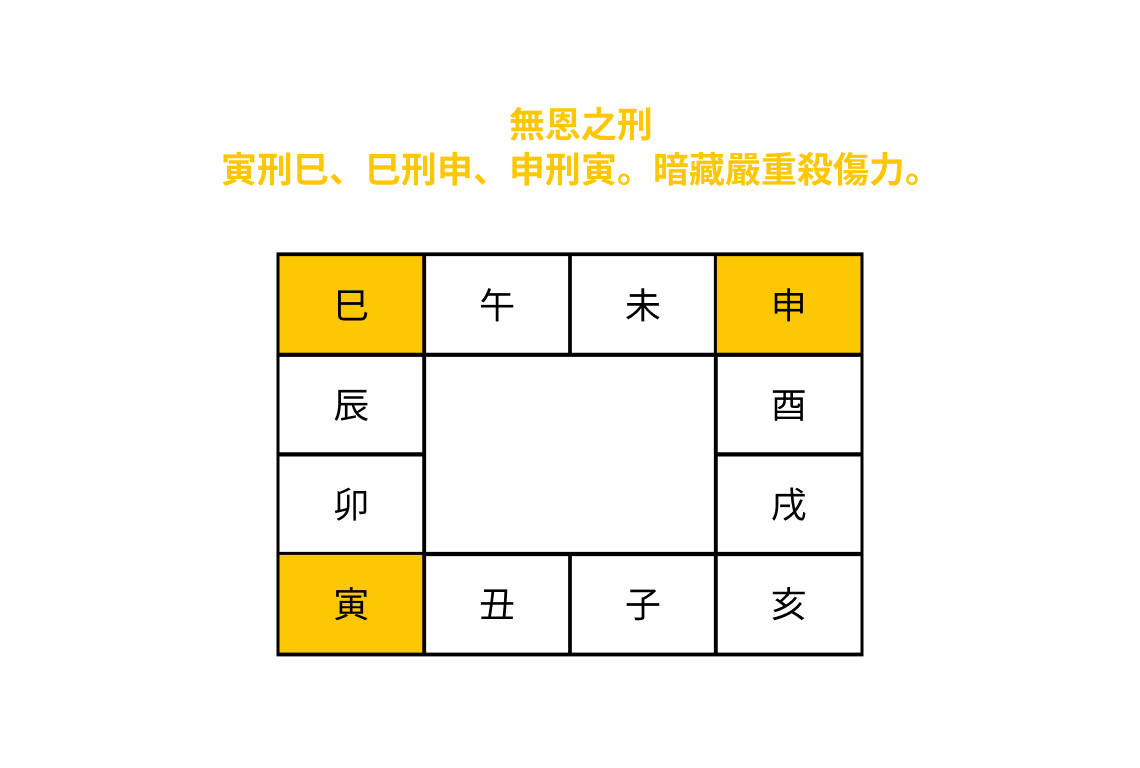 無恩之刑
寅刑巳、巳刑申、申刑寅。暗藏嚴重殺傷力。
巳 午 未 申
辰 酉
卯 戌
寅 丑 子 亥